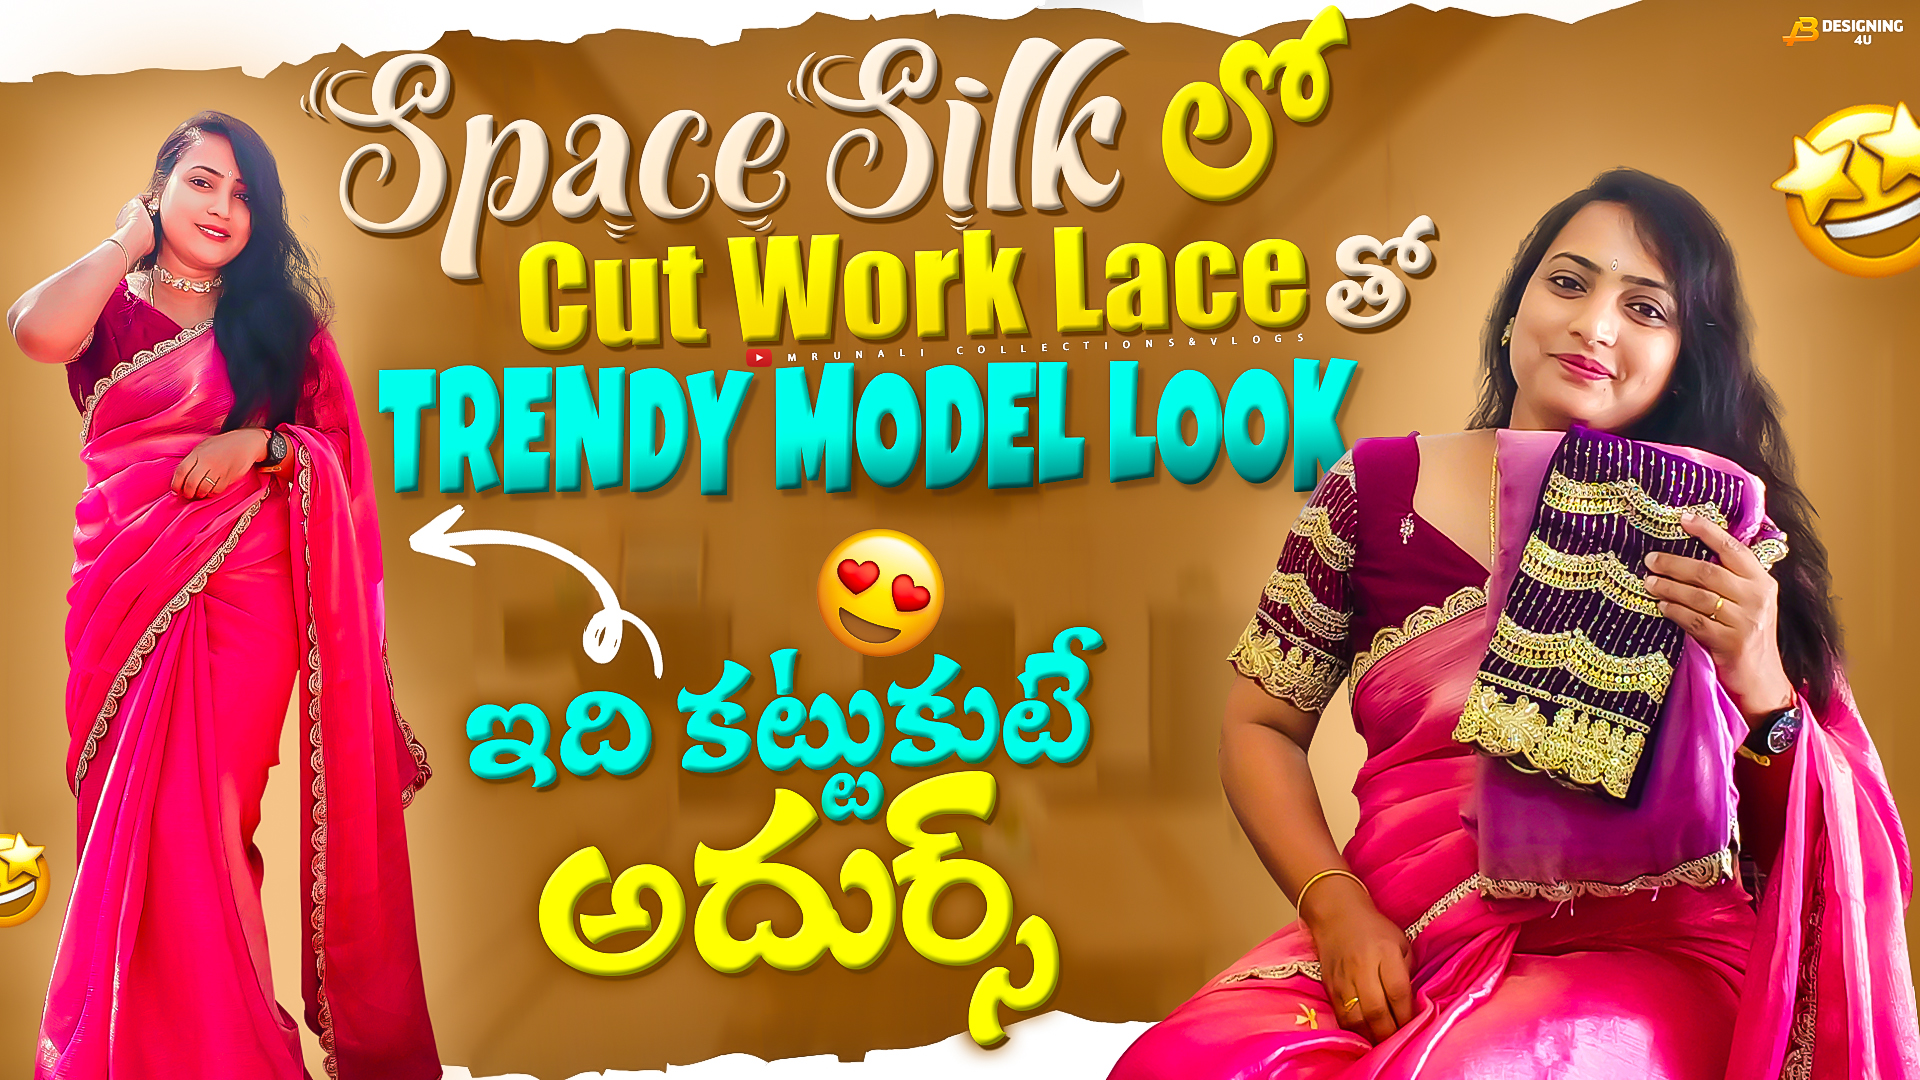 DESIGNING
4U
Space Silk లో
Cut Work Lace తో
MRUNALI COLLECTIONS&VLOGS
TRENDY MODEL LOOK
ఇది కట్టుకుటే
అదుర్స్